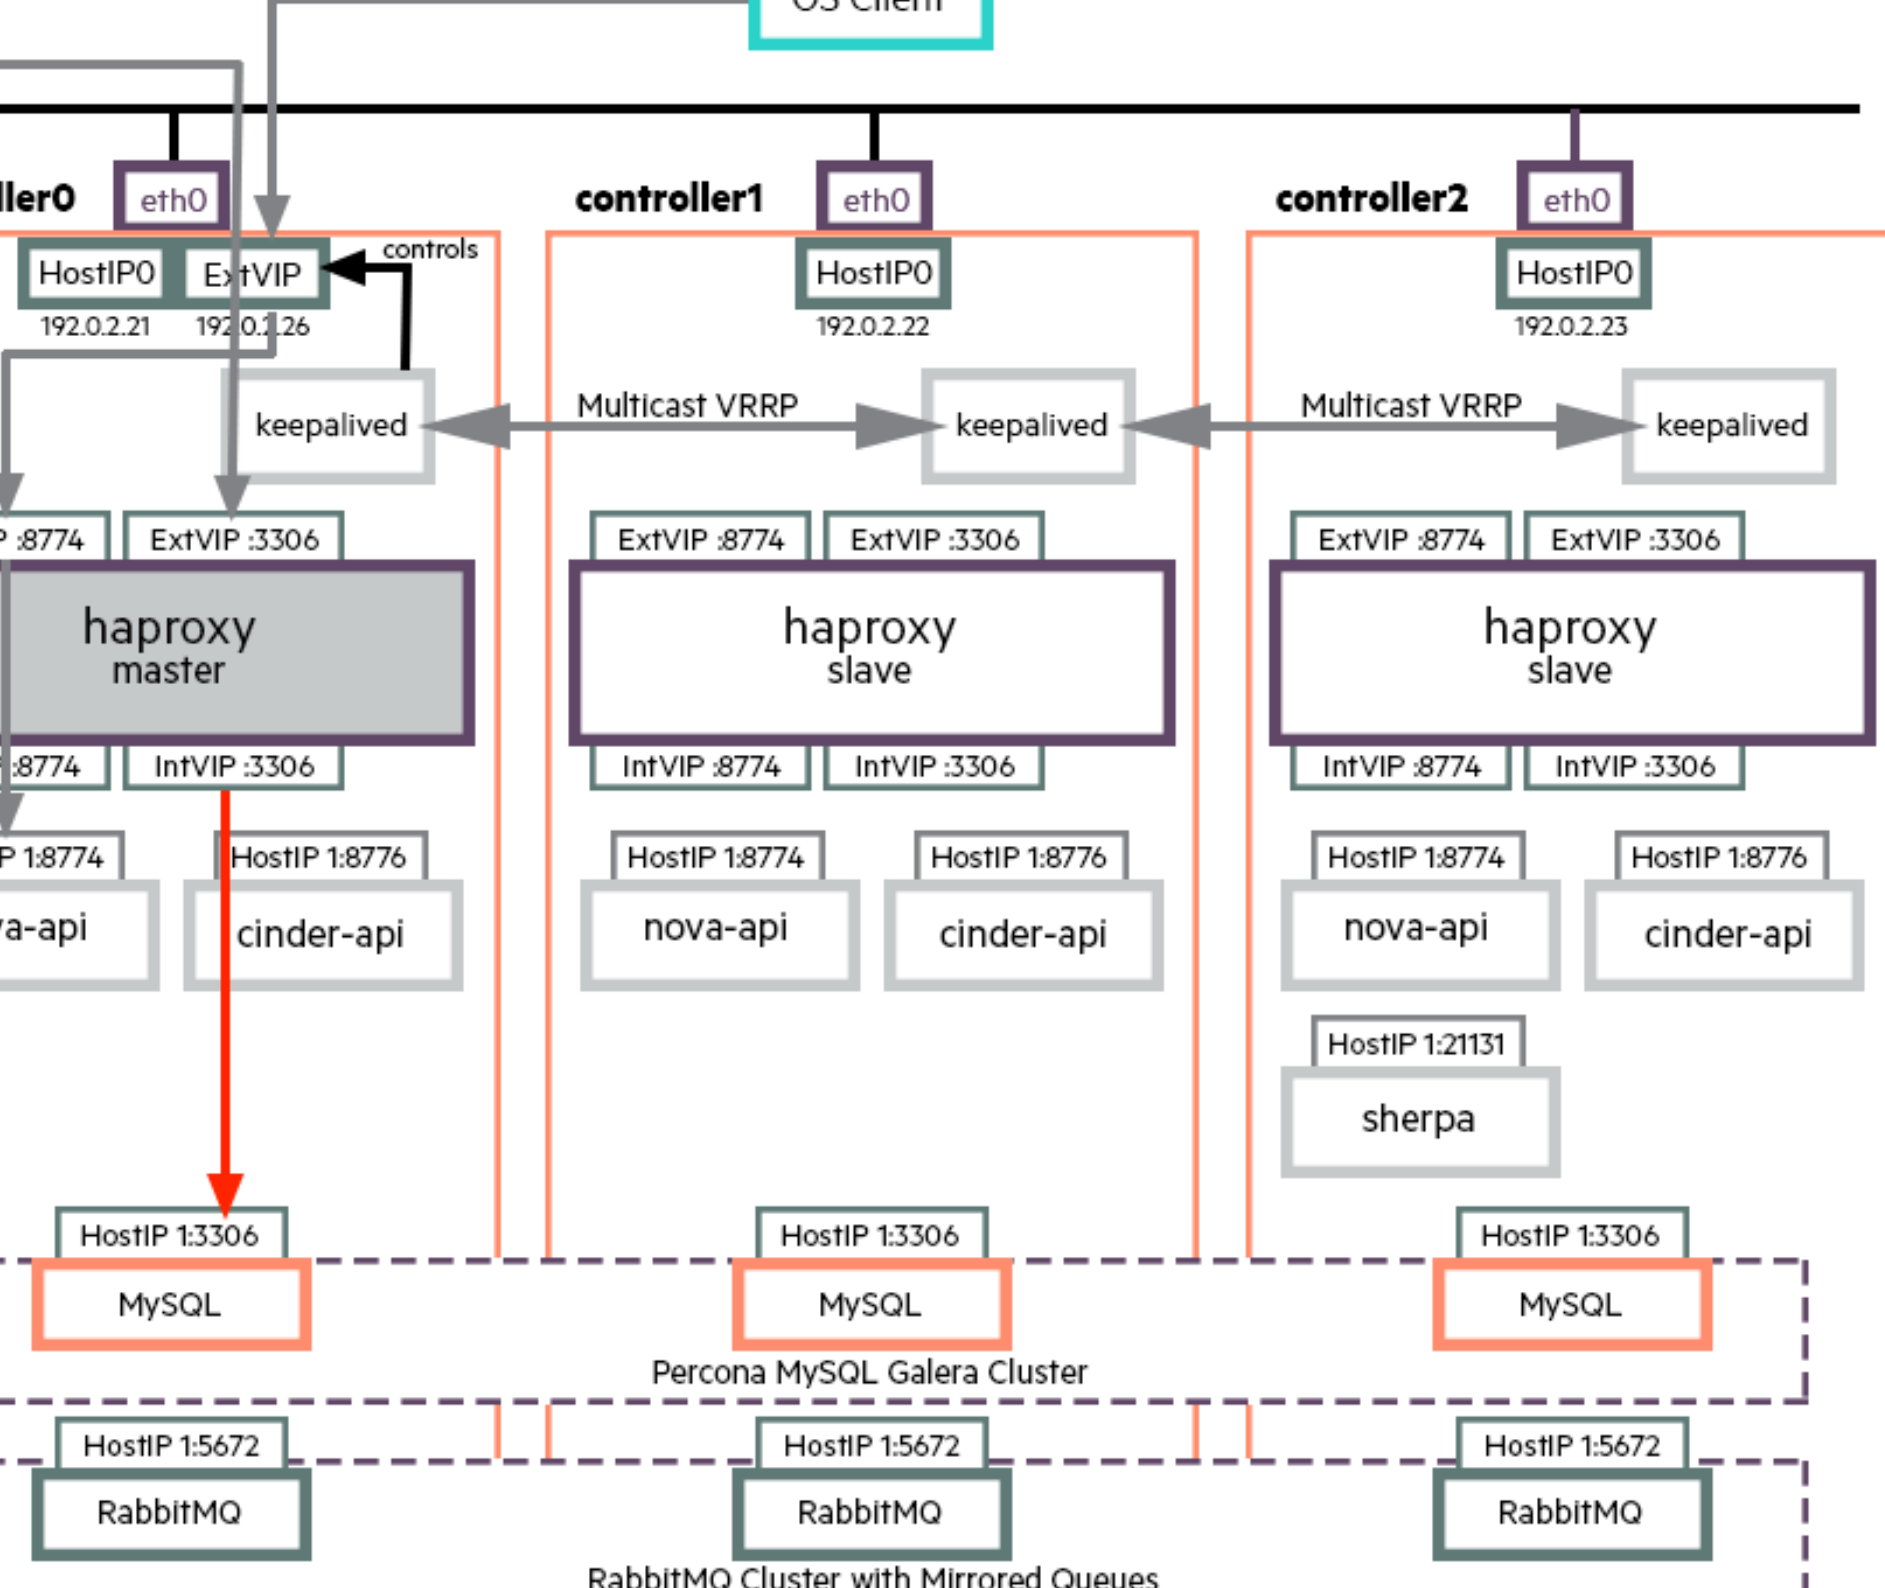 OS Client
ller0
eth0
controller1
eth0
controller2
eth0
HostIP0
ExtVIP
controls
HostIP0
HostIP0
192.0.2.21
192.0.2.26
192.0.2.22
192.0.2.23
keepalived
Multicast VRRP
keepalived
Multicast VRRP
keepalived
P :8774
ExtVIP :3306
ExtVIP :8774
ExtVIP :3306
ExtVIP :8774
ExtVIP :3306
haproxy
master
haproxy
slave
haproxy
slave
:8774
IntVIP :3306
IntVIP :8774
IntVIP :3306
IntVIP :8774
IntVIP :3306
P 1:8774
HostIP 1:8776
HostIP 1:8774
HostIP 1:8776
HostIP 1:8774
HostIP 1:8776
va-api
cinder-api
nova-api
cinder-api
nova-api
cinder-api
HostIP 1:21131
sherpa
HostIP 1:3306
HostIP 1:3306
HostIP 1:3306
MySQL
MySQL
MySQL
Percona MySQL Galera Cluster
HostIP 1:5672
HostIP 1:5672
HostIP 1:5672
RabbitMQ
RabbitMQ
RabbitMQ
RabbitMQ Cluster with Mirrored Queues